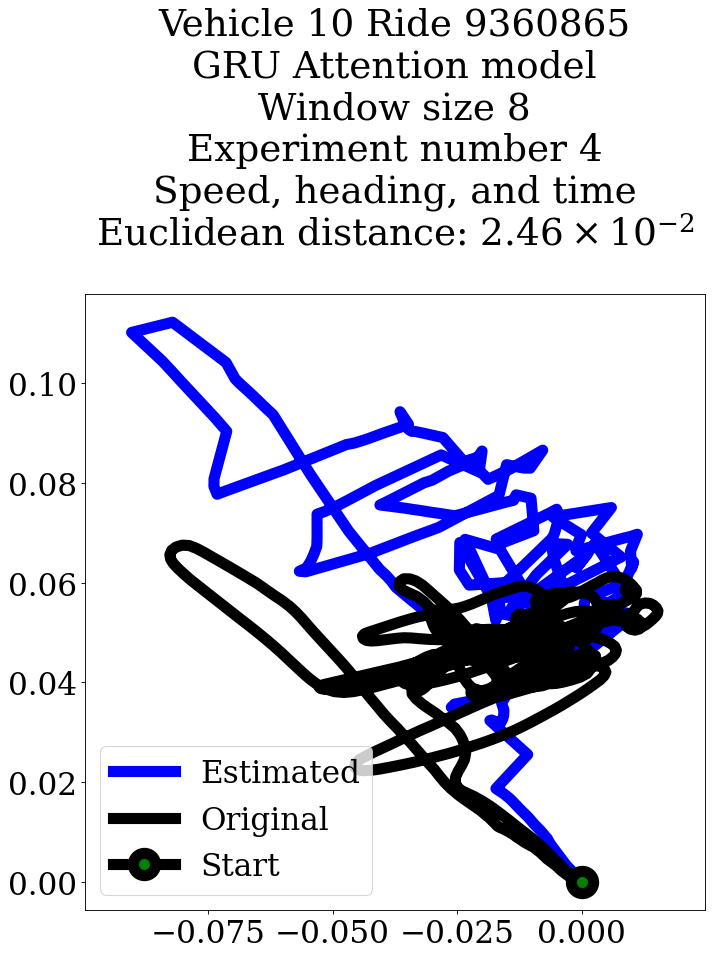 Vehicle 10 Ride 9360865
GRU Attention model
Window size 8
Experiment number 4
Speed, heading, and time
Euclidean distance: 2.46 × 10⁻²
0.10
0.08
0.06
0.04
0.02
0.00
Estimated
Original
Start
−0.075 −0.050 −0.025 0.000